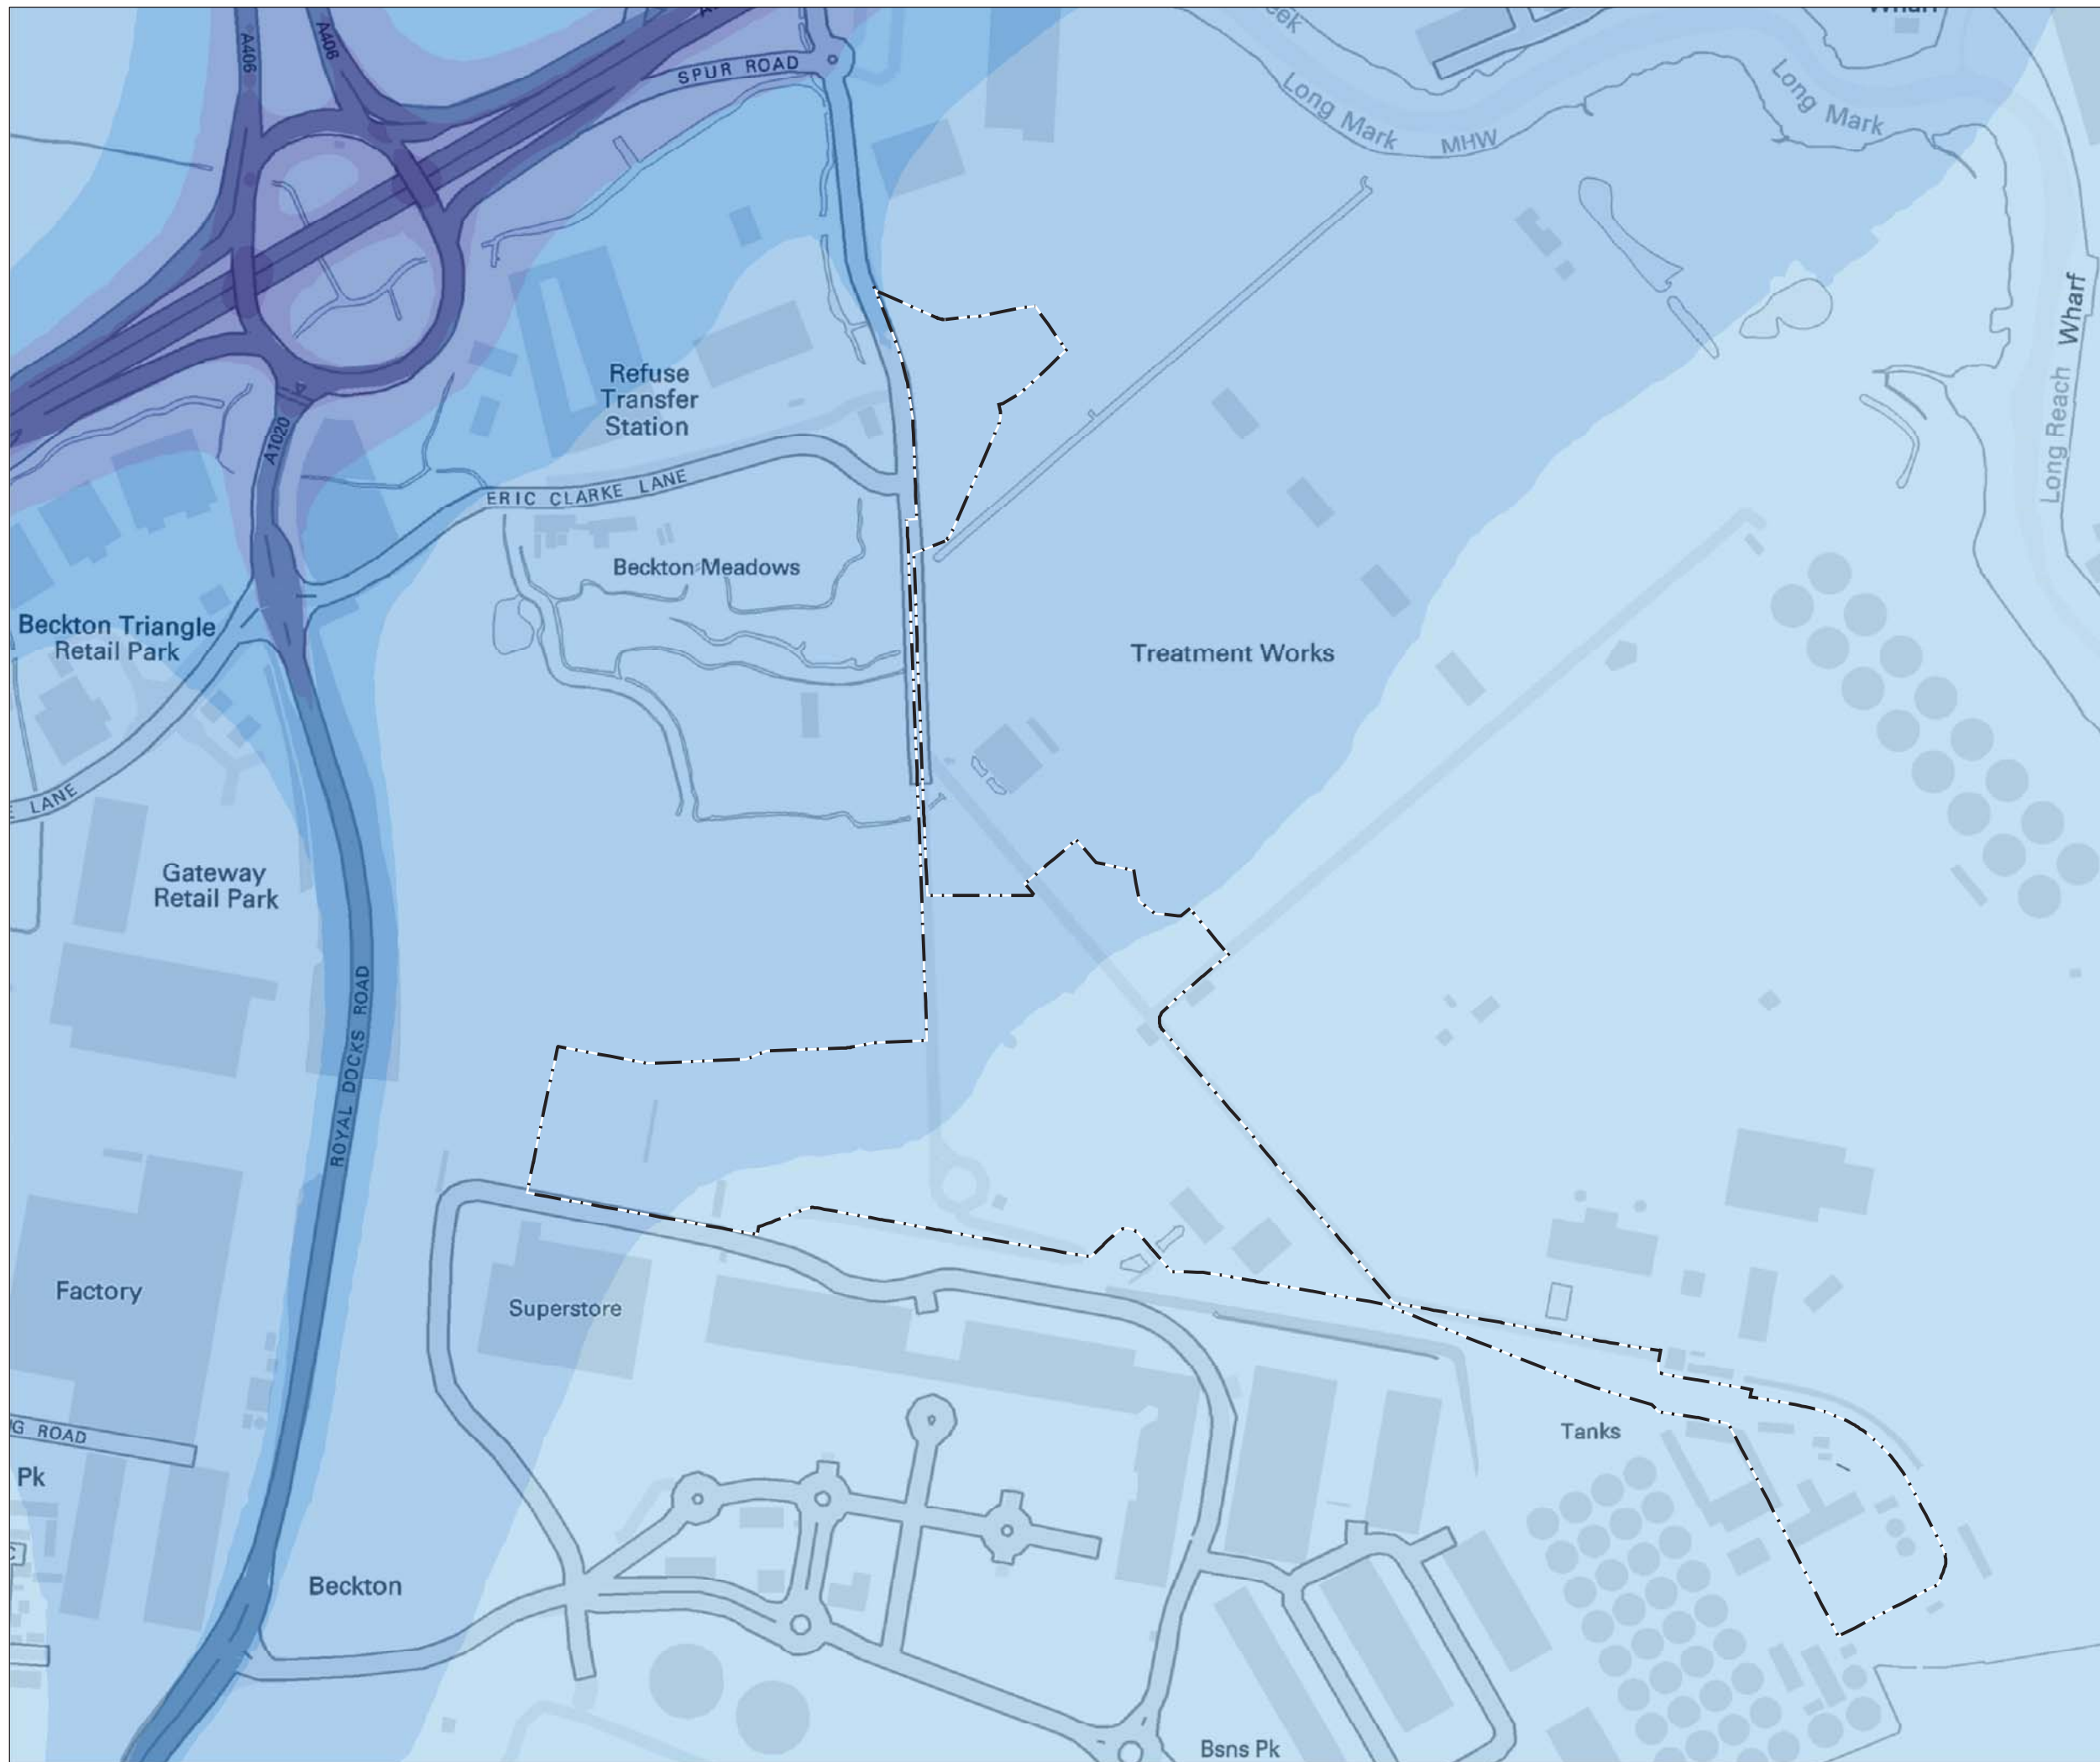 A406
A406
SPUR ROAD
Long Mark
MHW
Long Mark
Long Reach Wharf
Refuse
Transfer
Station
A1020
ERIC CLARKE LANE
Beckton Meadows
Beckton Triangle
Retail Park
Treatment Works
LANE
Gateway
Retail Park
ROYAL DOCKS ROAD
Factory
Superstore
ROAD
Pk
Tanks
Beckton
Bsns Pk